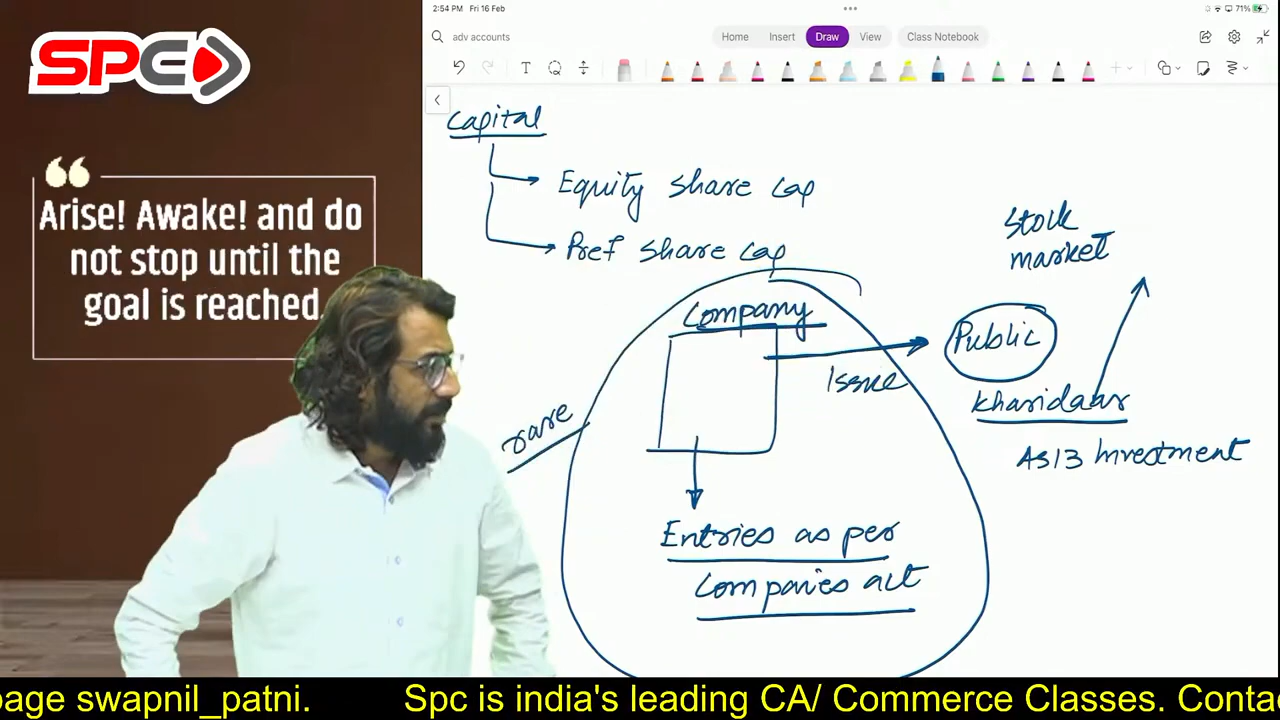 2:54 PM Fri 16 Feb
71%
adv accounts
Home Insert Draw View Class Notebook
SPC
Arise! Awake! and do
not stop until the
goal is reached.
Capital
Equity share cap
Pref share cap
Company
Issue
Public
Stock
market
kharidaar
AS13 Investment
rare
Entries as per
Companies act
page swapnil_patni. Spc is india's leading CA/ Commerce Classes. Conta